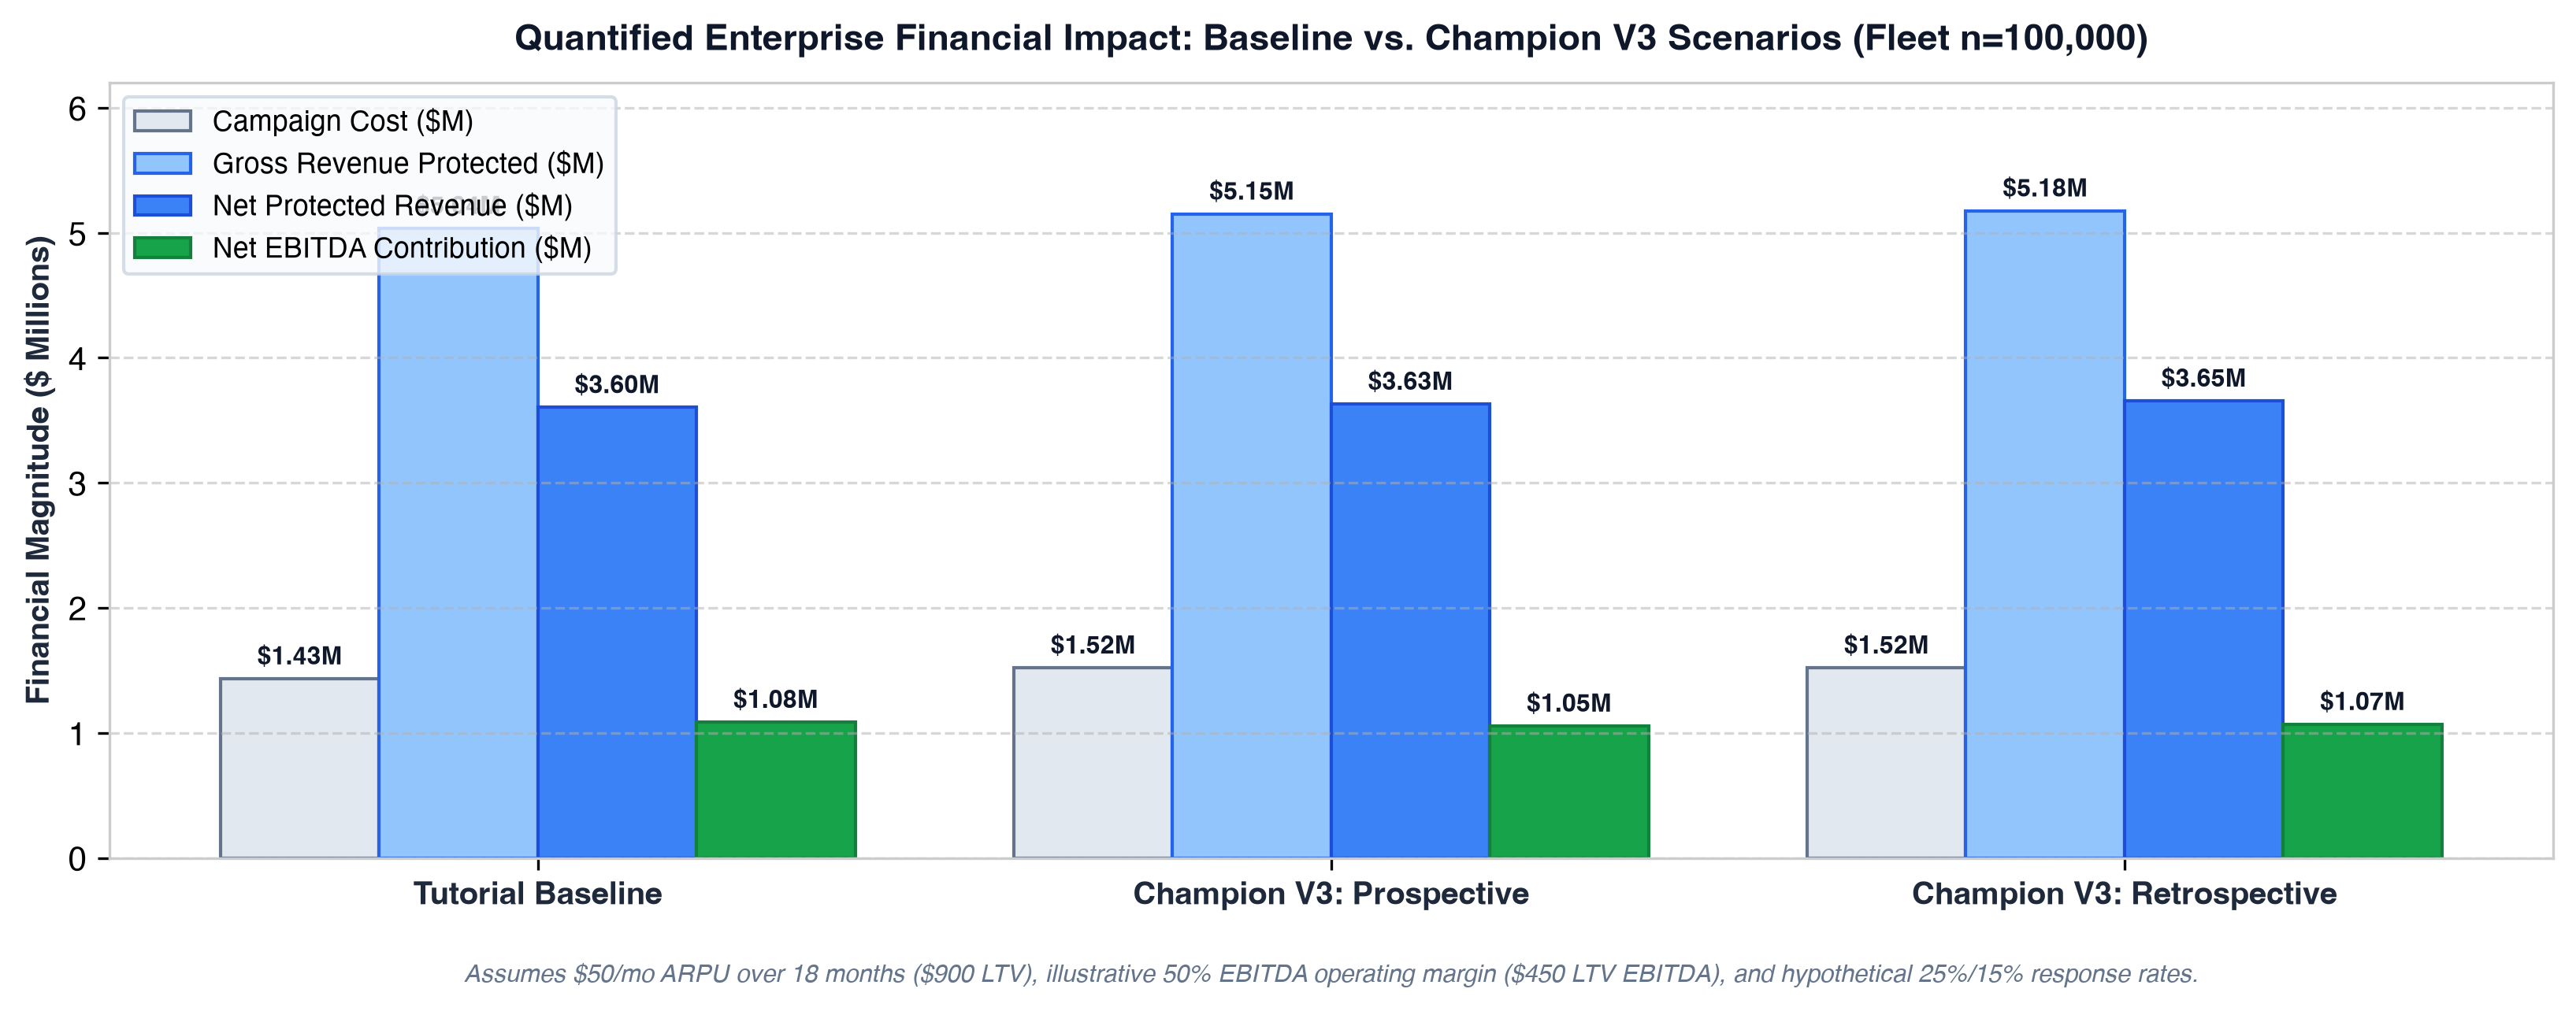 Quantified Enterprise Financial Impact: Baseline vs. Champion V3 Scenarios (Fleet n=100,000)
Financial Magnitude ($ Millions)
6
5
4
3
2
1
0
Campaign Cost ($M)
Gross Revenue Protected ($M)
Net Protected Revenue ($M)
Net EBITDA Contribution ($M)
$1.43M
$3.60M
$1.08M
$1.52M
$5.15M
$3.63M
$1.05M
$1.52M
$5.18M
$3.65M
$1.07M
Tutorial Baseline
Champion V3: Prospective
Champion V3: Retrospective
Assumes $50/mo ARPU over 18 months ($900 LTV), illustrative 50% EBITDA operating margin ($450 LTV EBITDA), and hypothetical 25%/15% response rates.